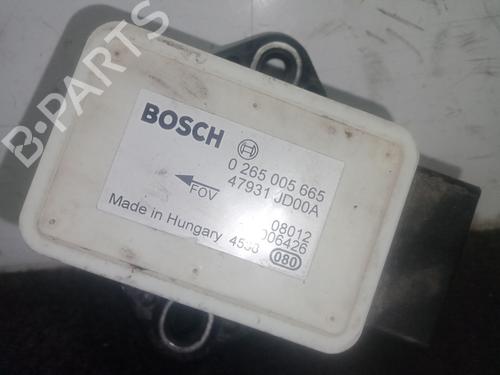 B-PARTS
BOSCH
0 265 005 665
47931 JD00A
FOV
08012
006426
Made in Hungary
080